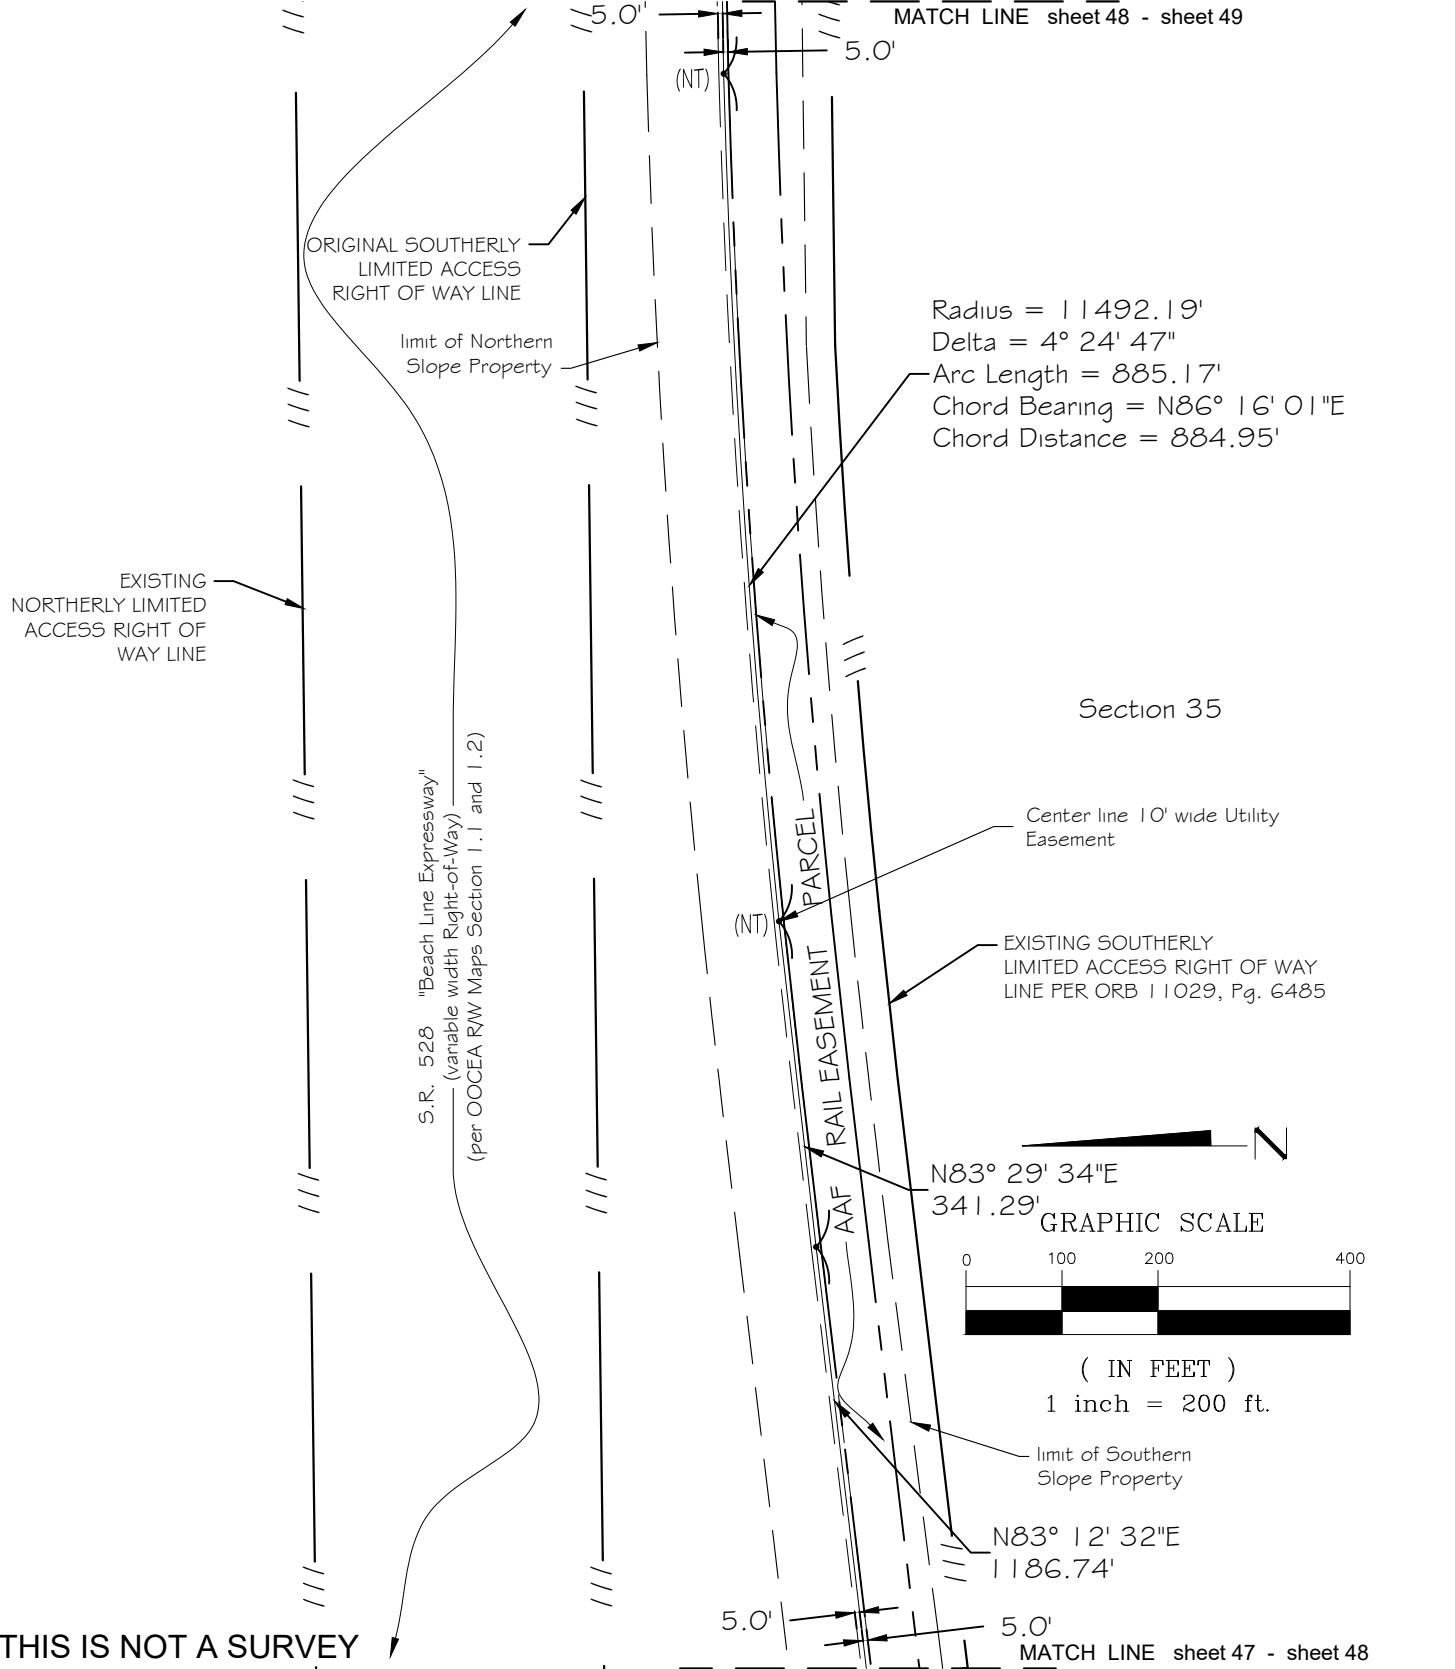 5.0'
MATCH LINE sheet 48 - sheet 49
5.0'
(NT)
ORIGINAL SOUTHERLY
LIMITED ACCESS
RIGHT OF WAY LINE
limit of Northern
Slope Property
Radius = 11492.19'
Delta = 4° 24' 47"
Arc Length = 885.17'
Chord Bearing = N86° 16' 01"E
Chord Distance = 884.95'
EXISTING
NORTHERLY LIMITED
ACCESS RIGHT OF
WAY LINE
Section 35
S.R. 528 "Beach Line Expressway"
(variable width Right-of-Way)
(per OOCEA R/W Maps Section 1.1 and 1.2)
Center line 10' wide Utility
Easement
(NT)
AAF RAIL EASEMENT PARCEL
EXISTING SOUTHERLY
LIMITED ACCESS RIGHT OF WAY
LINE PER ORB 11029, Pg. 6485
N
N83° 29' 34"E
341.29'
GRAPHIC SCALE
0 100 200 400
( IN FEET )
1 inch = 200 ft.
limit of Southern
Slope Property
N83° 12' 32"E
1186.74'
5.0'
5.0'
THIS IS NOT A SURVEY
MATCH LINE sheet 47 - sheet 48